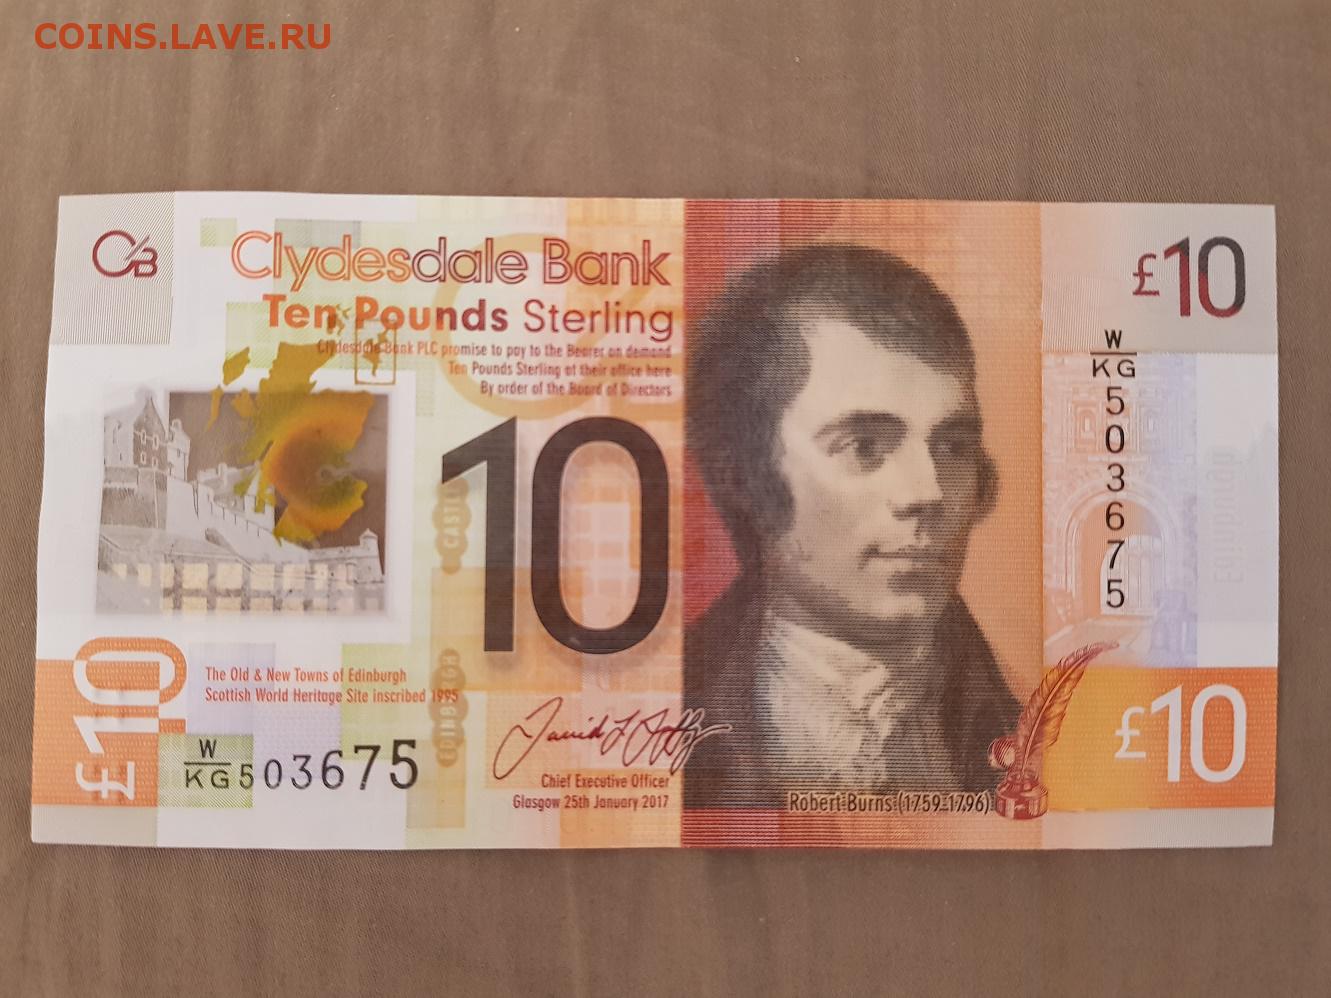 COINS.LAVE.RU
CB
Clydesdale Bank
Ten Pounds Sterling
Clydesdale Bank PLC promise to pay to the Bearer on demand
Ten Pounds Sterling at their office here
By order of the Board of Directors
£10
W
KG
503675
10
CASTLE
EDINBURGH
Edinburgh
£10
The Old & New Towns of Edinburgh
Scottish World Heritage Site inscribed 1995
W
KG503675
Chief Executive Officer
Glasgow 25th January 2017
Robert Burns (1759-1796)
£10